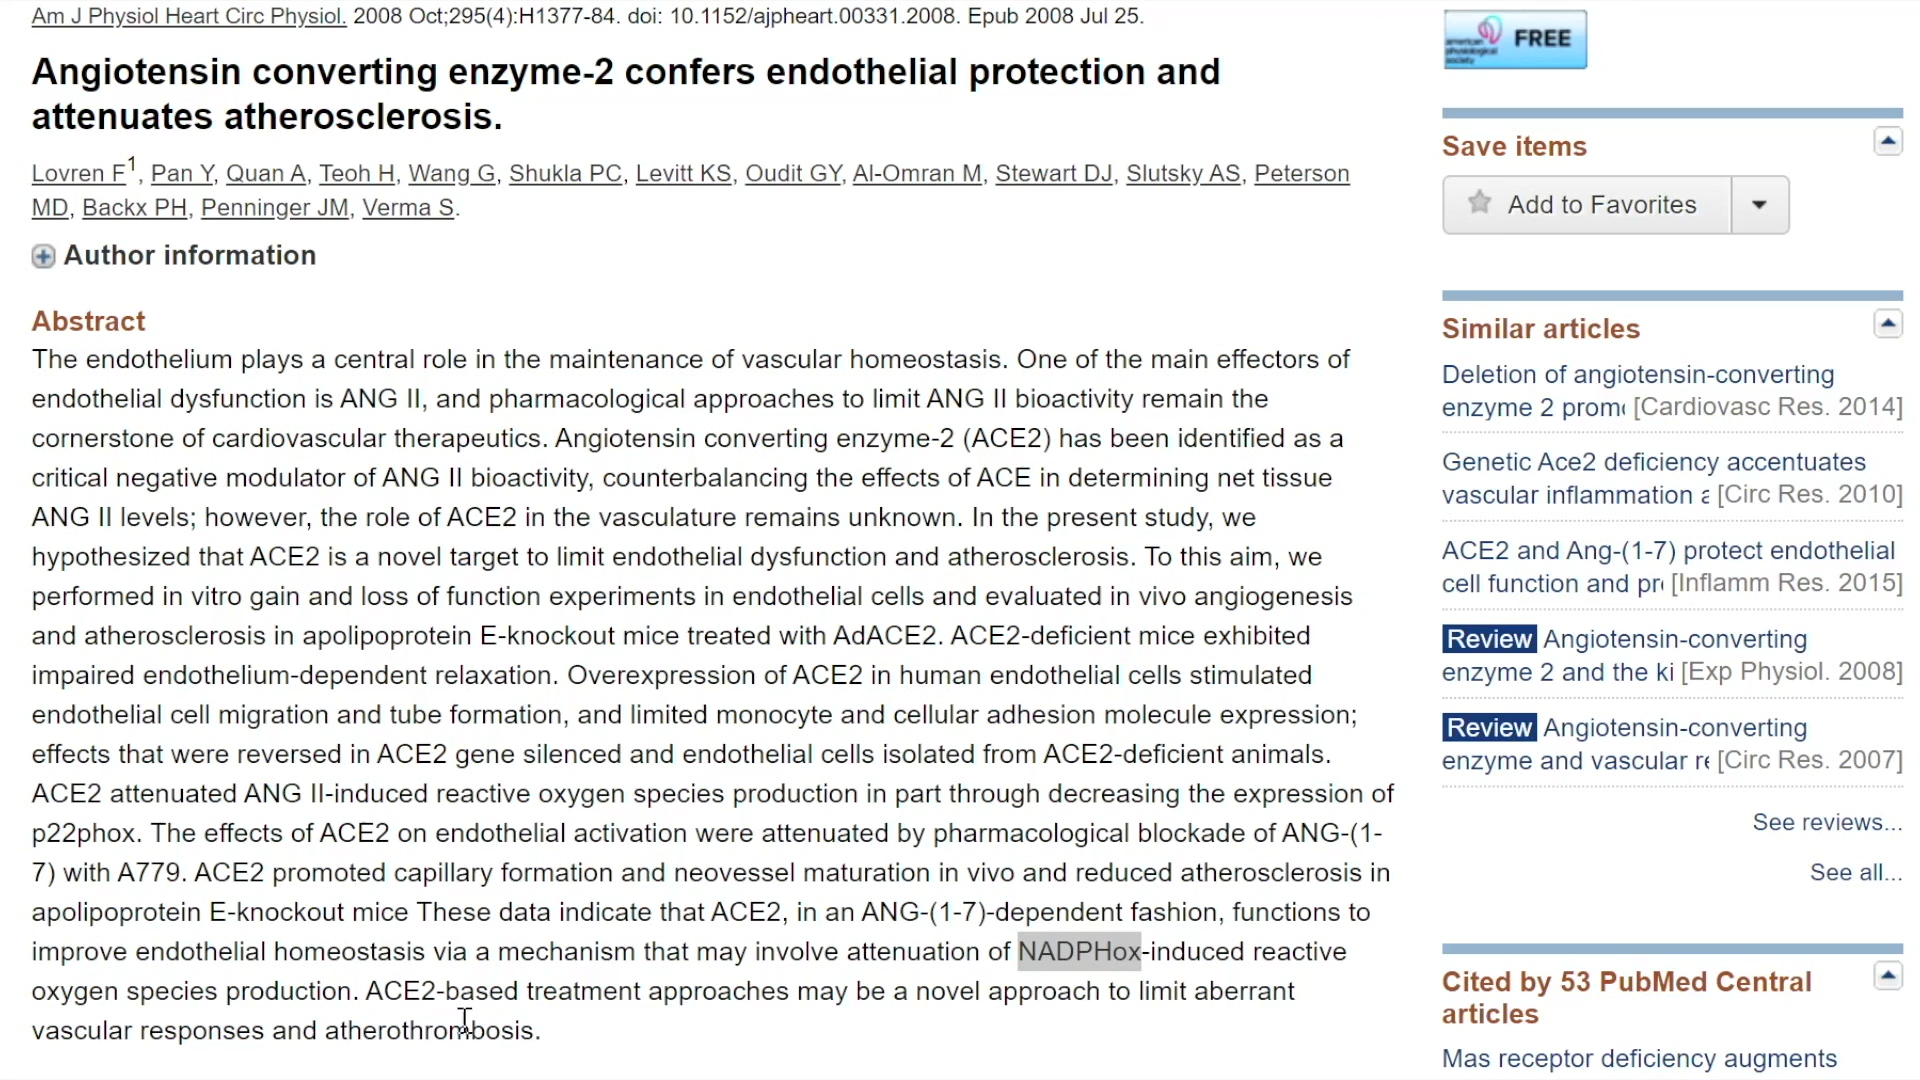 Am J Physiol Heart Circ Physiol. 2008 Oct;295(4):H1377-84. doi: 10.1152/ajpheart.00331.2008. Epub 2008 Jul 25.
Angiotensin converting enzyme-2 confers endothelial protection and
attenuates atherosclerosis.
Lovren F1, Pan Y, Quan A, Teoh H, Wang G, Shukla PC, Levitt KS, Oudit GY, Al-Omran M, Stewart DJ, Slutsky AS, Peterson
MD, Backx PH, Penninger JM, Verma S.
Author information
Abstract
The endothelium plays a central role in the maintenance of vascular homeostasis. One of the main effectors of
endothelial dysfunction is ANG II, and pharmacological approaches to limit ANG II bioactivity remain the
cornerstone of cardiovascular therapeutics. Angiotensin converting enzyme-2 (ACE2) has been identified as a
critical negative modulator of ANG II bioactivity, counterbalancing the effects of ACE in determining net tissue
ANG II levels; however, the role of ACE2 in the vasculature remains unknown. In the present study, we
hypothesized that ACE2 is a novel target to limit endothelial dysfunction and atherosclerosis. To this aim, we
performed in vitro gain and loss of function experiments in endothelial cells and evaluated in vivo angiogenesis
and atherosclerosis in apolipoprotein E-knockout mice treated with AdACE2. ACE2-deficient mice exhibited
impaired endothelium-dependent relaxation. Overexpression of ACE2 in human endothelial cells stimulated
endothelial cell migration and tube formation, and limited monocyte and cellular adhesion molecule expression;
effects that were reversed in ACE2 gene silenced and endothelial cells isolated from ACE2-deficient animals.
ACE2 attenuated ANG II-induced reactive oxygen species production in part through decreasing the expression of
p22phox. The effects of ACE2 on endothelial activation were attenuated by pharmacological blockade of ANG-(1-
7) with A779. ACE2 promoted capillary formation and neovessel maturation in vivo and reduced atherosclerosis in
apolipoprotein E-knockout mice These data indicate that ACE2, in an ANG-(1-7)-dependent fashion, functions to
improve endothelial homeostasis via a mechanism that may involve attenuation of NADPHox-induced reactive
oxygen species production. ACE2-based treatment approaches may be a novel approach to limit aberrant
vascular responses and atherothrombosis.
american
physiological
society
FREE
Save items
Add to Favorites
Similar articles
Deletion of angiotensin-converting
enzyme 2 prom [Cardiovasc Res. 2014]
Genetic Ace2 deficiency accentuates
vascular inflammation a [Circ Res. 2010]
ACE2 and Ang-(1-7) protect endothelial
cell function and pr [Inflamm Res. 2015]
Review Angiotensin-converting
enzyme 2 and the ki [Exp Physiol. 2008]
Review Angiotensin-converting
enzyme and vascular re [Circ Res. 2007]
See reviews...
See all...
Cited by 53 PubMed Central
articles
Mas receptor deficiency augments